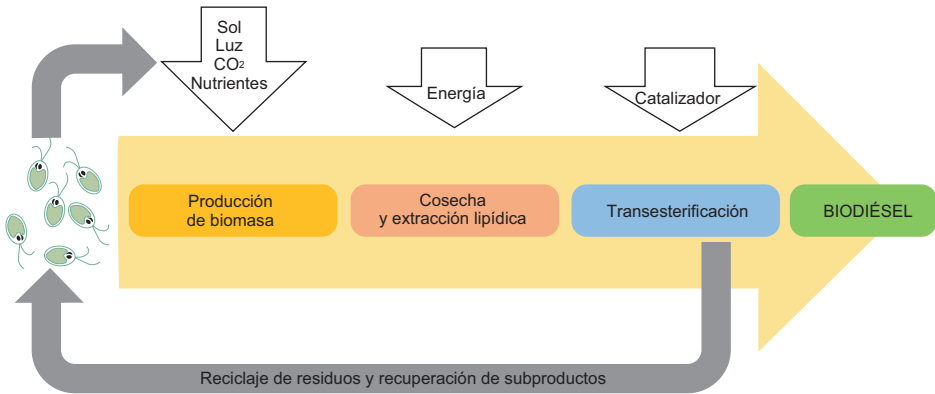 Sol
Luz
CO2
Nutrientes
Energía
Catalizador
Producción
de biomasa
Cosecha
y extracción lipídica
Transesterificación
BIODIÉSEL
Reciclaje de residuos y recuperación de subproductos